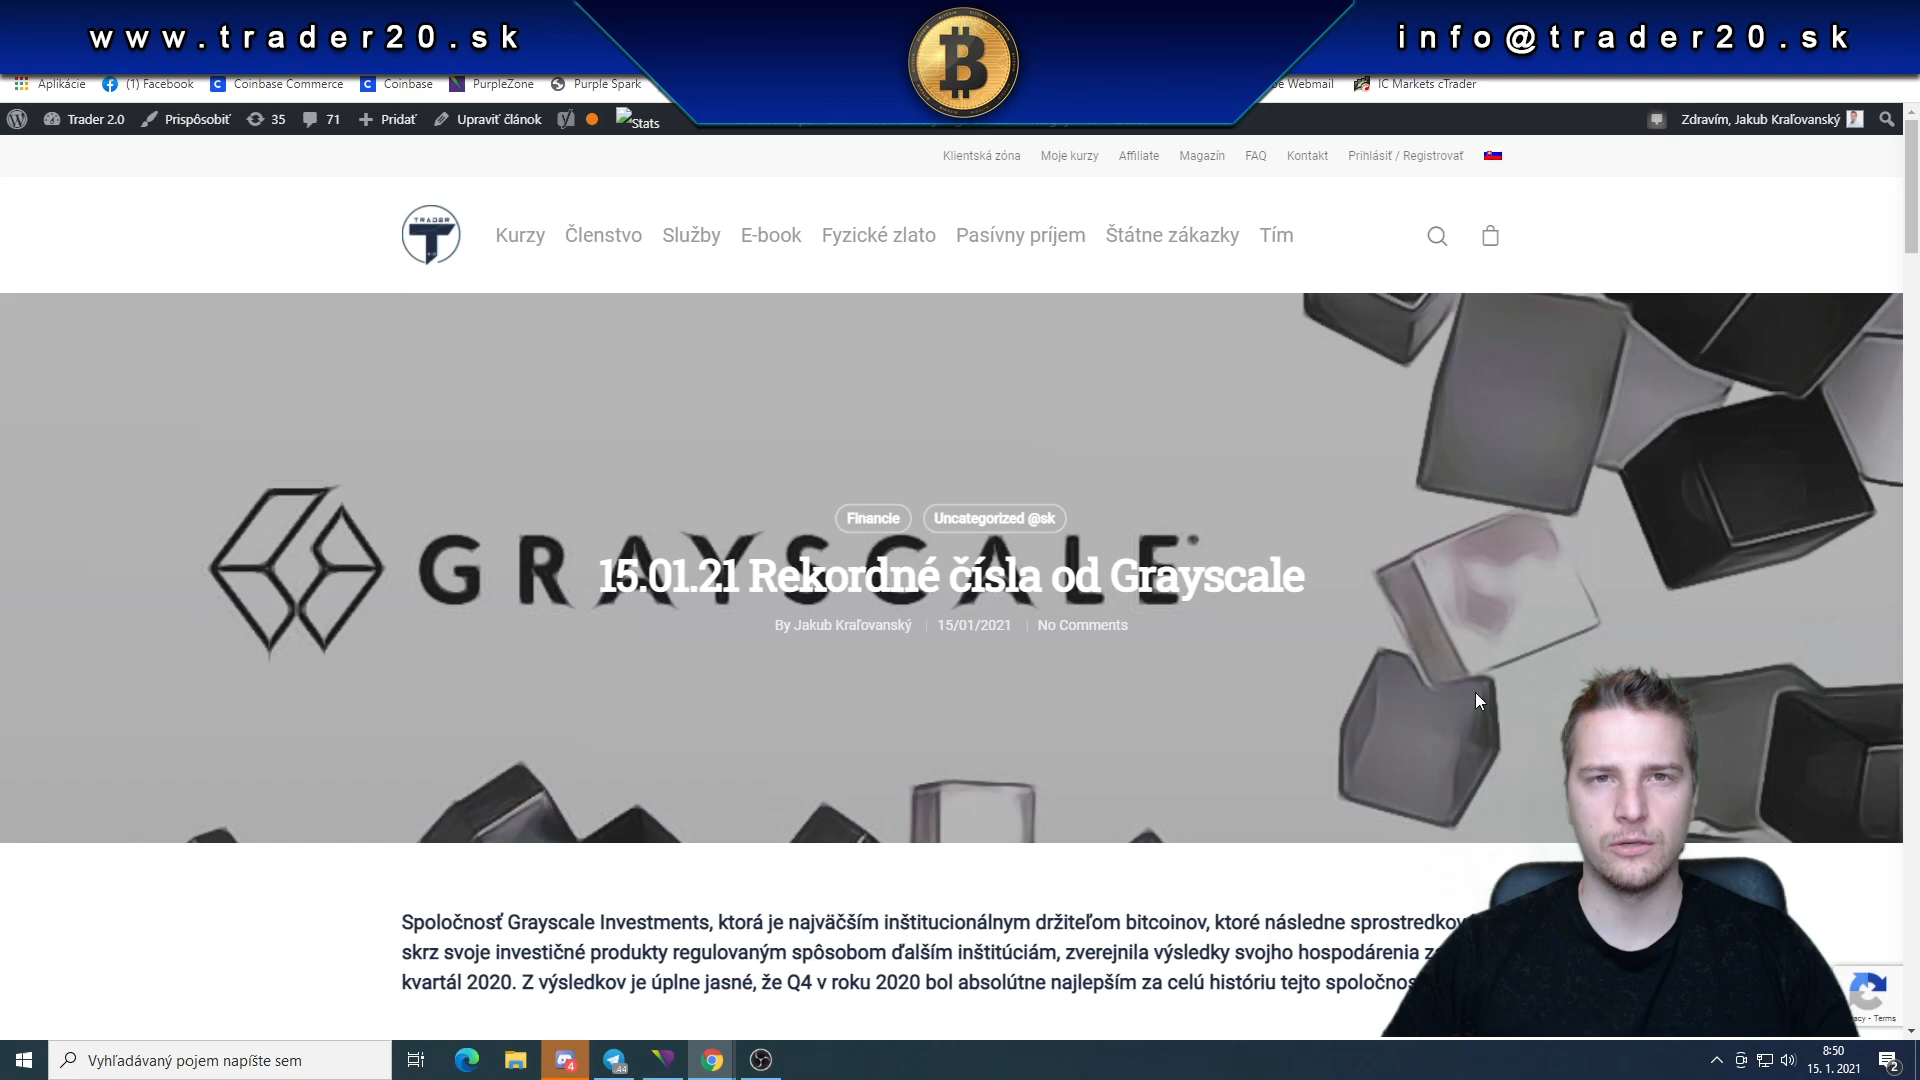 www.trader20.sk
info@trader20.sk
Aplikácie (1) Facebook Coinbase Commerce Coinbase PurpleZone Purple Spark Webmail IC Markets cTrader
Trader 2.0 Prispôsobiť 35 71 Pridať Upraviť článok Stats Zdravím, Jakub Kraľovanský
Klientská zóna Moje kurzy Affiliate Magazín FAQ Kontakt Prihlásiť / Registrovať
TRADER
Kurzy Členstvo Služby E-book Fyzické zlato Pasívny príjem Štátne zákazky Tím
Financie Uncategorized @sk
GRAYSCALE
15.01.21 Rekordné čísla od Grayscale
By Jakub Kraľovanský 15/01/2021 No Comments
Spoločnosť Grayscale Investments, ktorá je najväčším inštitucionálnym držiteľom bitcoinov, ktoré následne
skrz svoje investičné produkty regulovaným spôsobom ďalším inštitúciám, zverejnila výsledky svojho hospodárenia
kvartál 2020. Z výsledkov je úplne jasné, že Q4 v roku 2020 bol absolútne najlepším za celú históriu tejto
Terms
Vyhľadávaný pojem napíšte sem
4
44
8:50
15. 1. 2021
2